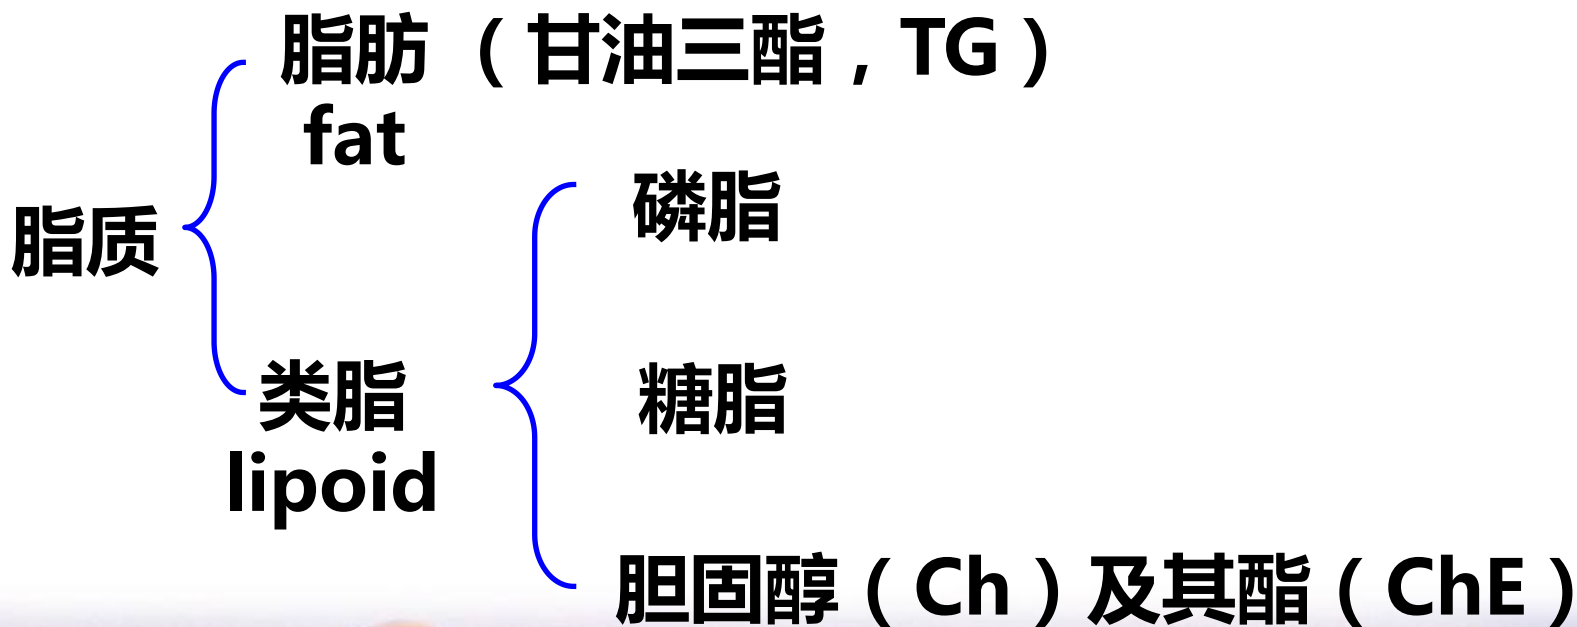 脂肪（甘油三酯，TG）
fat
磷脂
脂质
类脂
糖脂
lipoid
胆固醇（Ch）及其酯（ChE）